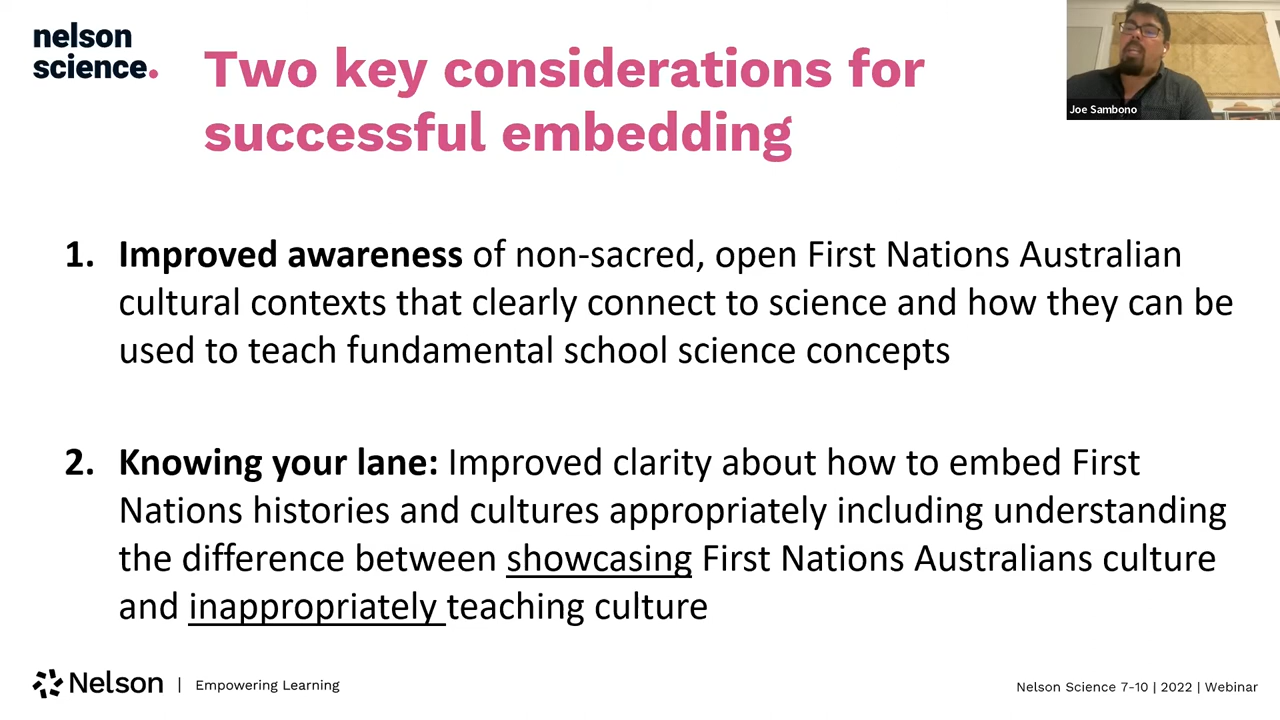 nelson
science.
Two key considerations for
successful embedding
Joe Sambono
1. Improved awareness of non-sacred, open First Nations Australian
cultural contexts that clearly connect to science and how they can be
used to teach fundamental school science concepts
2. Knowing your lane: Improved clarity about how to embed First
Nations histories and cultures appropriately including understanding
the difference between showcasing First Nations Australians culture
and inappropriately teaching culture
Nelson | Empowering Learning
Nelson Science 7-10 | 2022 | Webinar